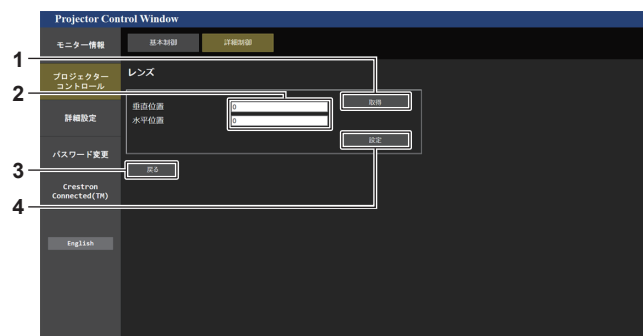 Projector Control Window
モニター情報
基本制御
詳細制御
1
プロジェクター
コントロール
レンズ
2
垂直位置
0
取得
水平位置
0
詳細設定
設定
パスワード変更
3
戻る
4
Crestron
Connected(TM)
English